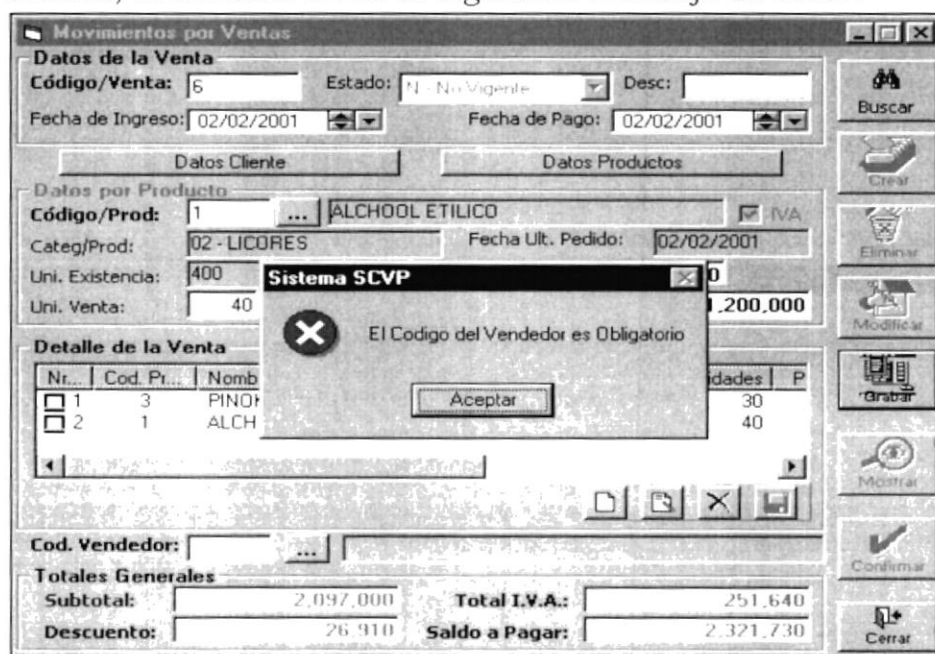 Movimientos por Ventas
Datos de la Venta
Código/Venta: 6 Estado: N - No Vigente Desc:
Fecha de Ingreso: 02/02/2001 Fecha de Pago: 02/02/2001
Datos Cliente Datos Productos
Datos por Producto
Código/Prod: 1 ... ALCHOOL ETILICO IVA
Categ/Prod: 02 - LICORES Fecha Ult. Pedido: 02/02/2001
Uni. Existencia: 400
Uni. Venta: 40 1,200,000
Sistema SCVP
El Codigo del Vendedor es Obligatorio
Aceptar
Detalle de la Venta
Nr... Cod. Pr... Nomb idades P
1 3 PINO 30
2 1 ALCH 40
Cod. Vendedor: ...
Totales Generales
Subtotal: 2,097,000 Total I.V.A.: 251,640
Descuento: 26,910 Saldo a Pagar: 2,321,730
Buscar
Crear
Eliminar
Modificar
Grabar
Mostrar
Confirmar
Cerrar